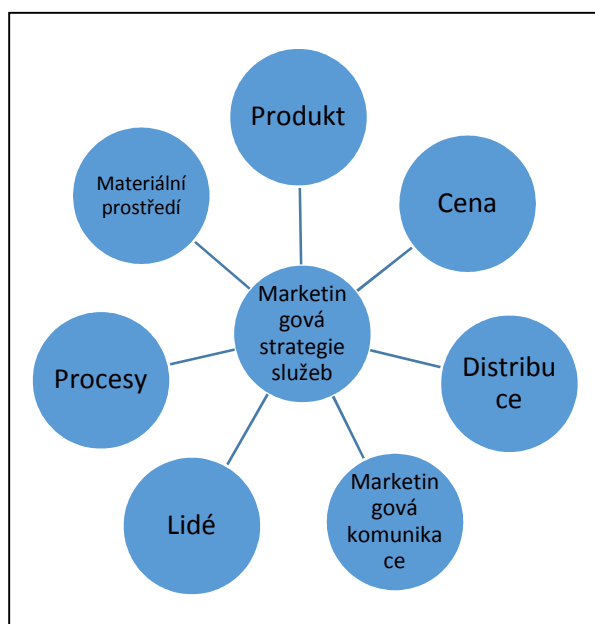 Produkt
Cena
Distribu
ce
Marketin
gová
komunika
ce
Lidé
Procesy
Materiální
prostředí
Marketin
gová
strategie
služeb